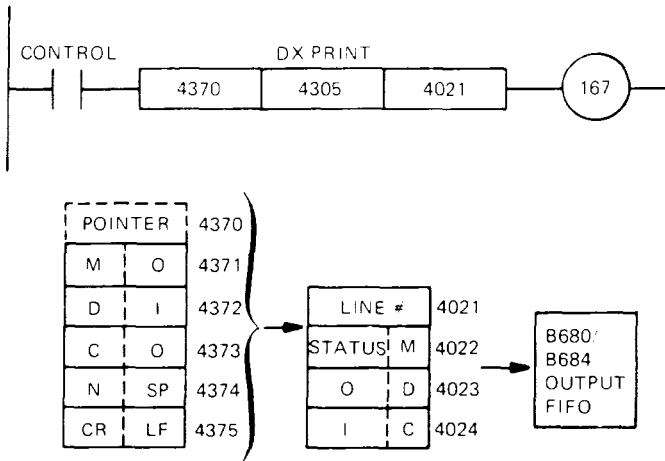 CONTROL DX PRINT
4370 4305 4021 167
POINTER 4370
M O 4371
D I 4372
C O 4373
N SP 4374
CR LF 4375
LINE # 4021
STATUS M 4022
O D 4023
I C 4024
B680/
B684
OUTPUT
FIFO